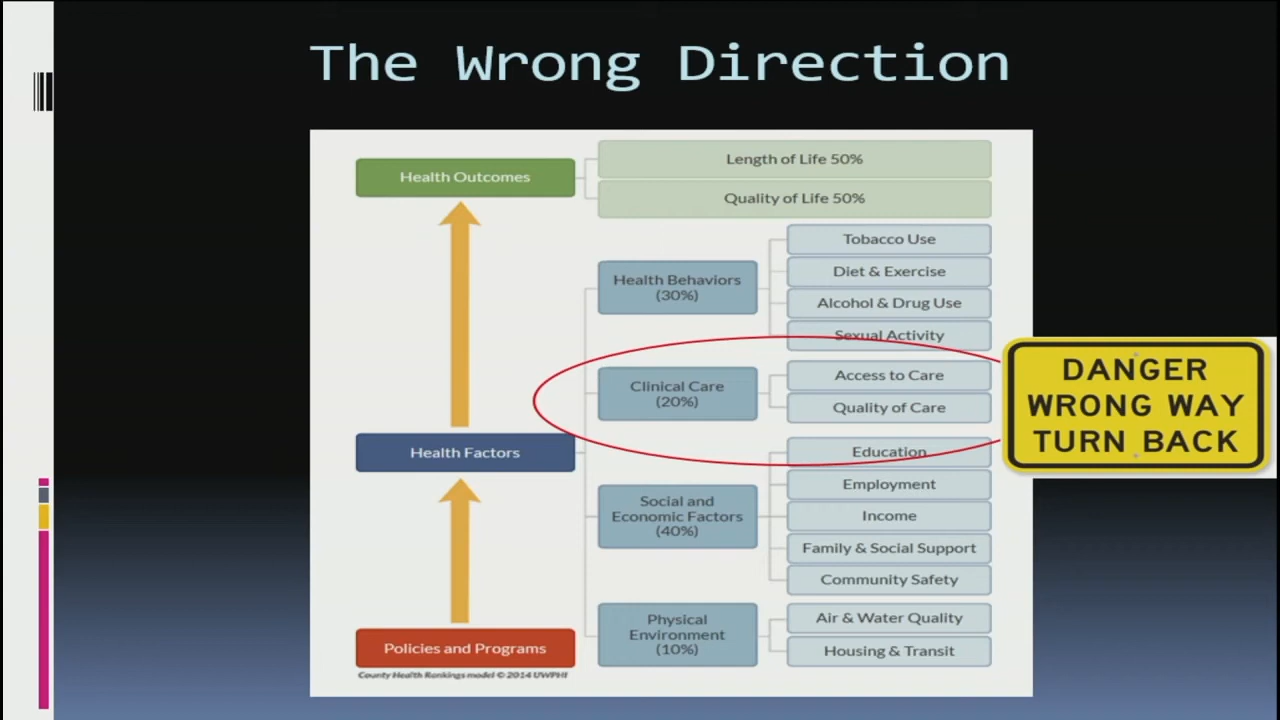 The Wrong Direction
Health Outcomes
Length of Life 50%
Quality of Life 50%
Health Behaviors
(30%)
Tobacco Use
Diet & Exercise
Alcohol & Drug Use
Sexual Activity
Clinical Care
(20%)
Access to Care
Quality of Care
DANGER
WRONG WAY
TURN BACK
Health Factors
Social and
Economic Factors
(40%)
Education
Employment
Income
Family & Social Support
Community Safety
Physical
Environment
(10%)
Air & Water Quality
Housing & Transit
Policies and Programs
County Health Rankings model © 2014 UWPHI